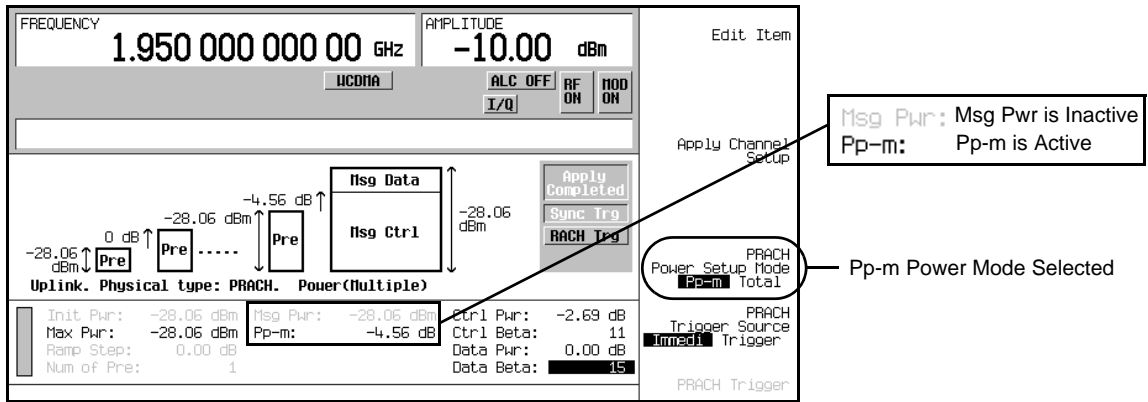 FREQUENCY
1.950 000 000 00 GHz
AMPLITUDE
-10.00 dBm
WCDMA
ALC OFF
I/Q
RF ON
MOD ON
Edit Item
Apply Channel
Setup
Msg Pwr: Msg Pwr is Inactive
Pp-m: Pp-m is Active
Msg Data
Msg Ctrl
-28.06 dBm
0 dB
-28.06 dBm
-4.56 dB
-28.06
dBm
Pre
Pre
.....
Pre
Apply
Completed
Sync Trg
RACH Trg
Uplink. Physical type: PRACH. Power(Multiple)
PRACH
Power Setup Mode
Pp-m Total
Pp-m Power Mode Selected
Init Pwr: -28.06 dBm Msg Pwr: -28.06 dBm Ctrl Pwr: -2.69 dB
Max Pwr: -28.06 dBm Pp-m: -4.56 dB Ctrl Beta: 11
Ramp Step: 0.00 dB Data Pwr: 0.00 dB
Num of Pre: 1 Data Beta: 15
PRACH
Trigger Source
Immedi Trigger
PRACH Trigger